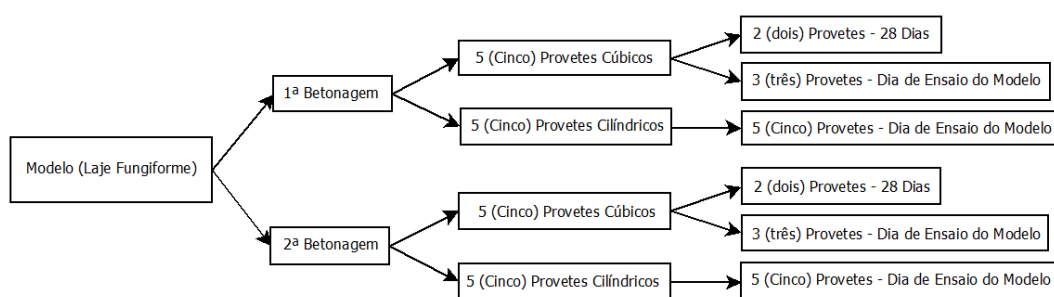 2 (dois) Provetes - 28 Dias
5 (Cinco) Provetes Cúbicos
3 (três) Provetes - Dia de Ensaio do Modelo
1ª Betonagem
5 (Cinco) Provetes Cilíndricos
5 (Cinco) Provetes - Dia de Ensaio do Modelo
Modelo (Laje Fungiforme)
2 (dois) Provetes - 28 Dias
5 (Cinco) Provetes Cúbicos
3 (três) Provetes - Dia de Ensaio do Modelo
2ª Betonagem
5 (Cinco) Provetes Cilíndricos
5 (Cinco) Provetes - Dia de Ensaio do Modelo